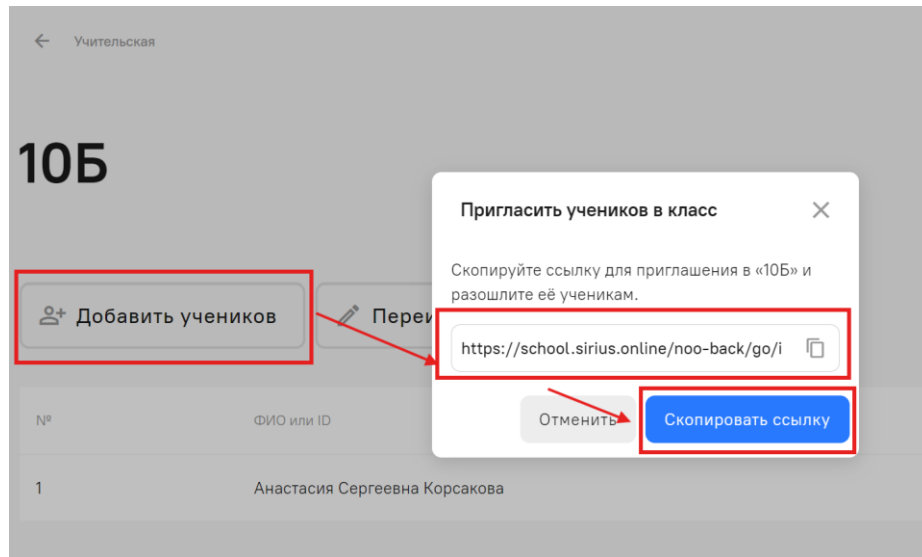 Учительская
10Б
Пригласить учеников в класс
Скопируйте ссылку для приглашения в «10Б» и
разошлите её ученикам.
Добавить учеников
https://school.sirius.online/noo-back/go/i
Отменить
Скопировать ссылку
№
ФИО или ID
1
Анастасия Сергеевна Корсакова